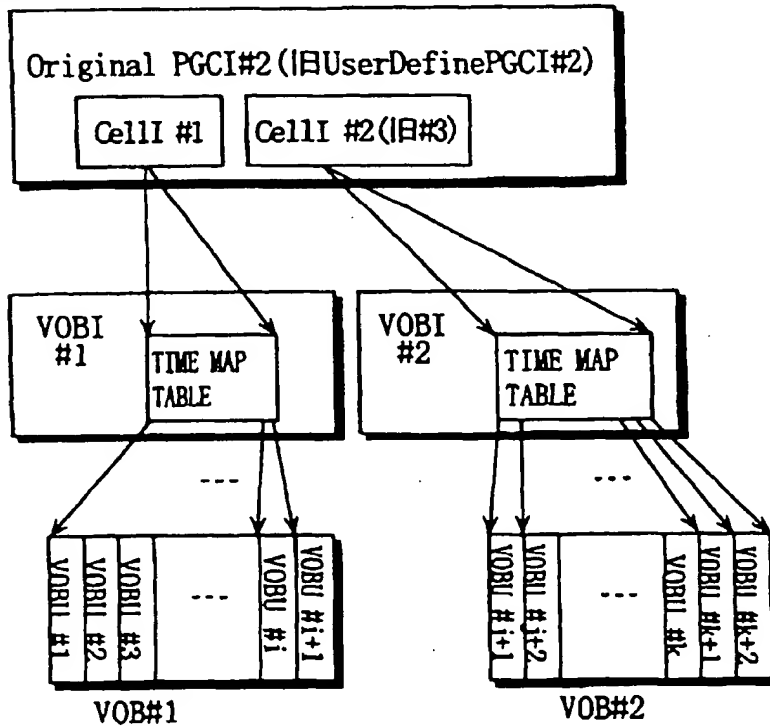 Original PGCI#2(旧UserDefinePGCI#2)
CellI #1
CellI #2(旧#3)
VOBI
#1
TIME MAP
TABLE
VOBI
#2
TIME MAP
TABLE
---
---
VOBU #1
VOBU #2
VOBU #3
---
VOBU #i
VOBU #i+1
VOBU #j+1
VOBU #j+2
---
VOBU #k
VOBU #k+1
VOBU #k+2
VOB#1
VOB#2